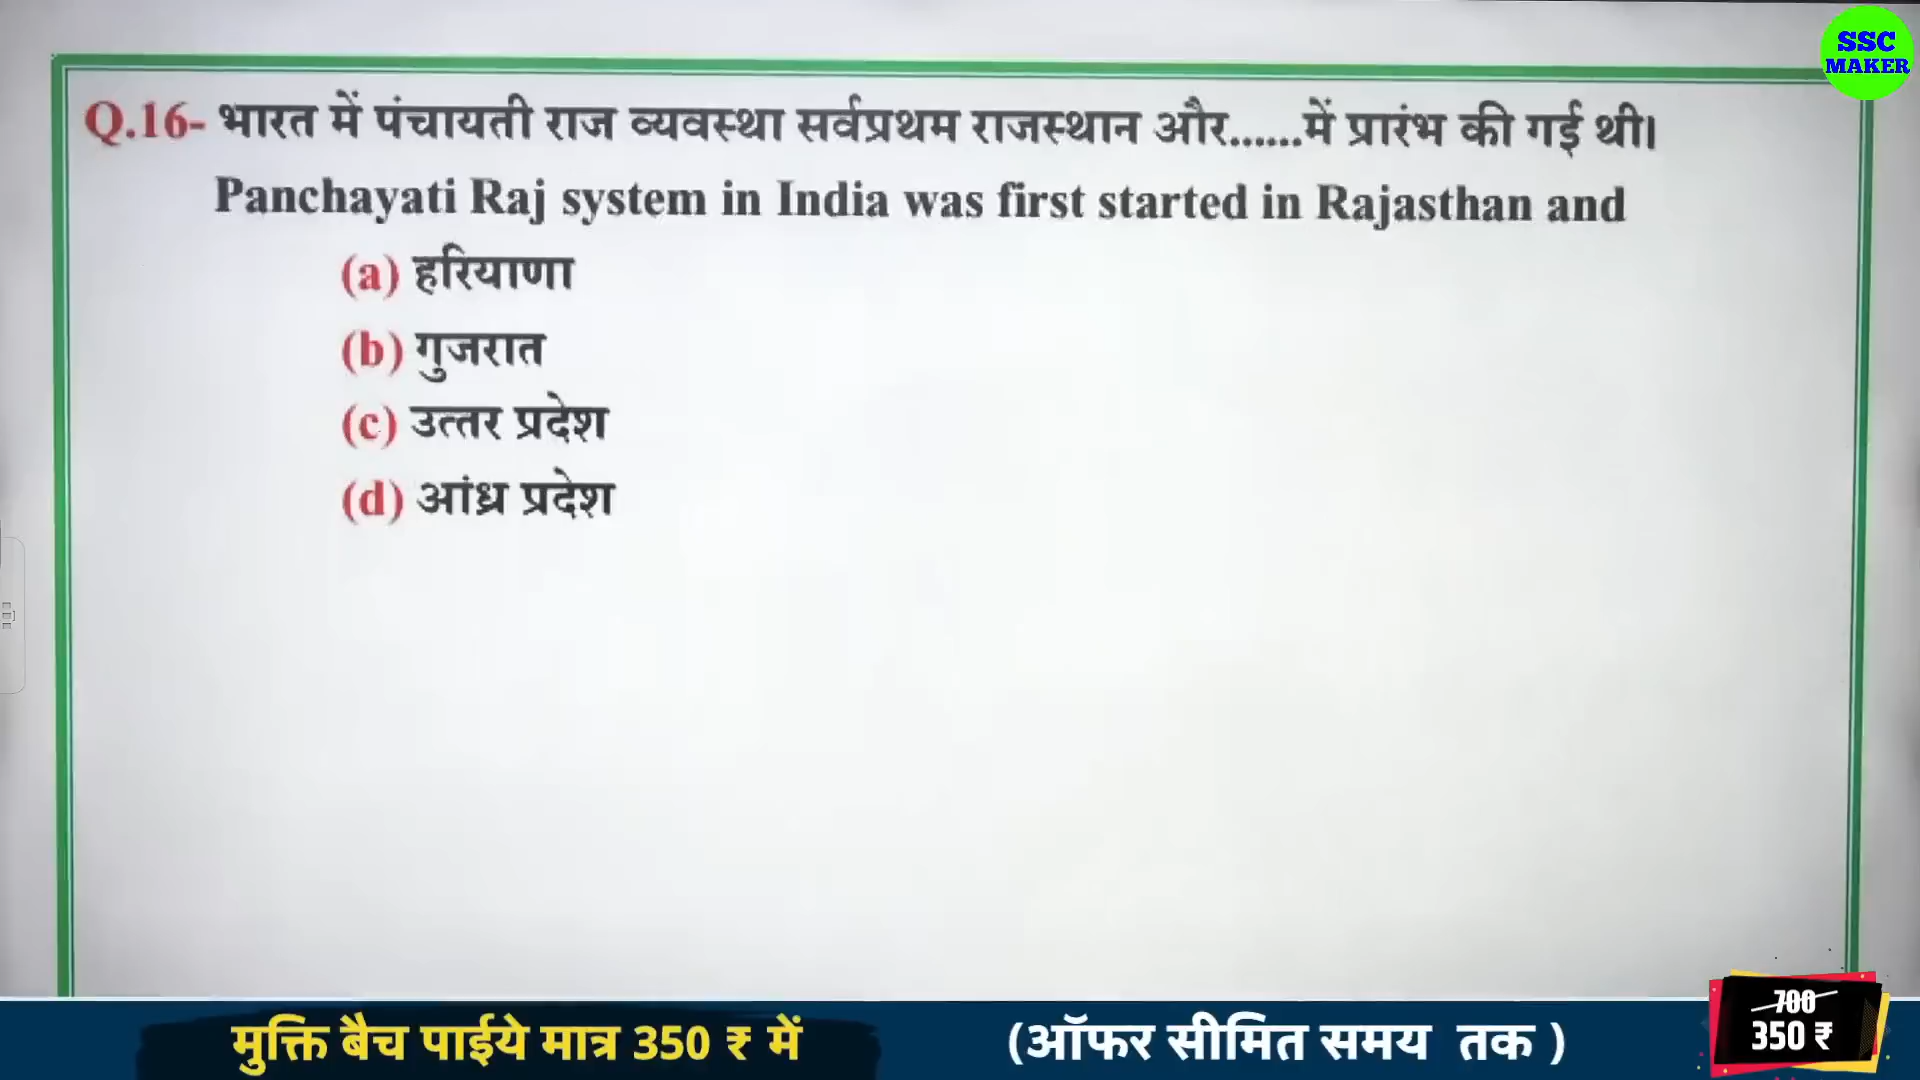 SSC
MAKER
Q.16- भारत में पंचायती राज व्यवस्था सर्वप्रथम राजस्थान और......में प्रारंभ की गई थी।
Panchayati Raj system in India was first started in Rajasthan and
(a) हरियाणा
(b) गुजरात
(c) उत्तर प्रदेश
(d) आंध्र प्रदेश
700
मुक्ति बैच पाईये मात्र 350 ₹ में (ऑफर सीमित समय तक ) 350 ₹